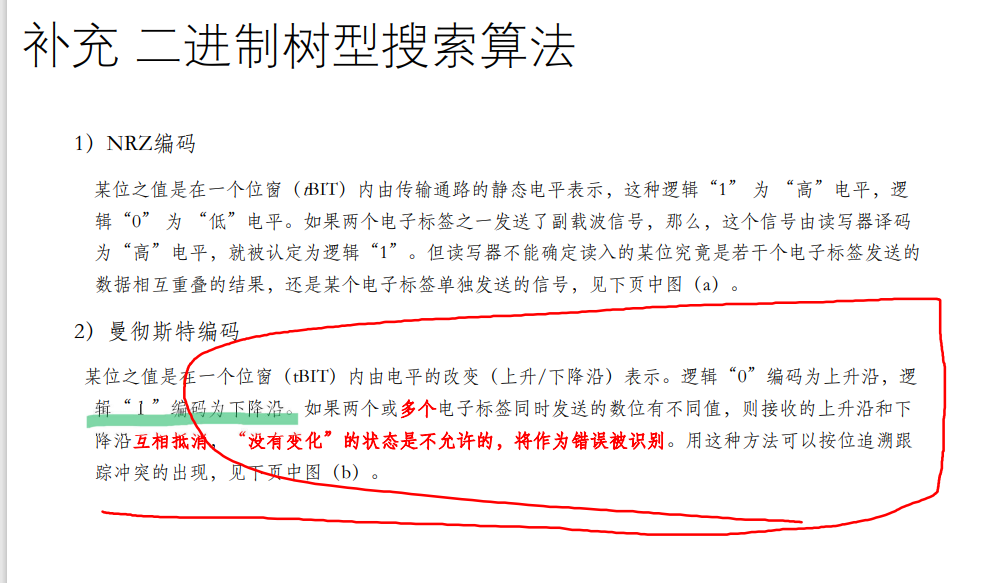 补充 二进制树型搜索算法
1）NRZ编码
某位之值是在一个位窗（tBIT）内由传输通路的静态电平表示，这种逻辑“1” 为 “高”电平，逻
辑“0” 为 “低”电平。如果两个电子标签之一发送了副载波信号，那么，这个信号由读写器译码
为“高” 电平，就被认定为逻辑“1”。但读写器不能确定读入的某位究竟是若干个电子标签发送的
数据相互重叠的结果，还是某个电子标签单独发送的信号，见下页中图（a）。
2）曼彻斯特编码
某位之值是在一个位窗（tBIT）内由电平的改变（上升/下降沿）表示。逻辑“0”编码为上升沿，逻
辑“1”编码为下降沿。如果两个或多个电子标签同时发送的数位有不同值，则接收的上升沿和下
降沿互相抵消，“没有变化”的状态是不允许的，将作为错误被识别。用这种方法可以按位追溯跟
踪冲突的出现，见下页中图（b）。